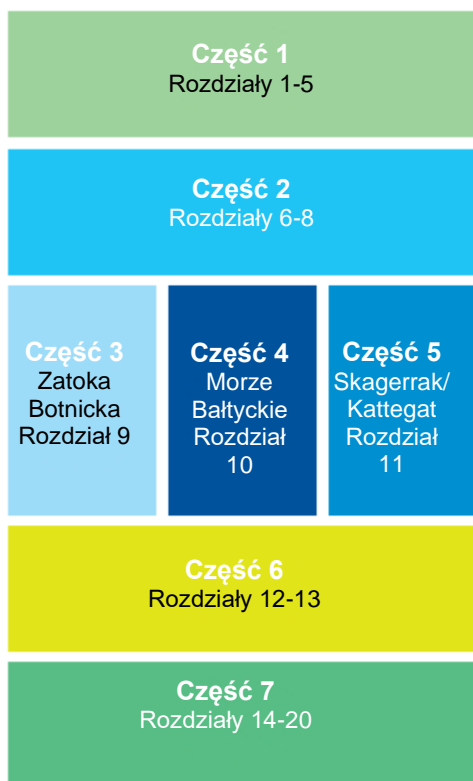 Część 1
Rozdziały 1-5
Część 2
Rozdziały 6-8
Część 3
Zatoka
Botnicka
Rozdział 9
Część 4
Morze
Bałtyckie
Rozdział
10
Część 5
Skagerrak/
Kattegat
Rozdział
11
Część 6
Rozdziały 12-13
Część 7
Rozdziały 14-20